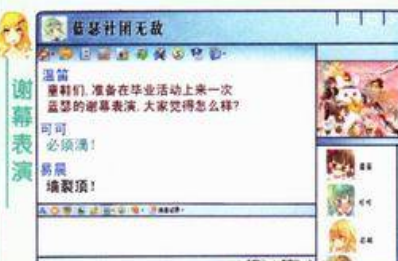 蓝瑟社团无敌
谢幕表演
温笛
童鞋们,准备在毕业活动上来一次
蓝瑟的谢幕表演,大家觉得怎么样?
可可
必须滴!
易晨
墙裂顶!